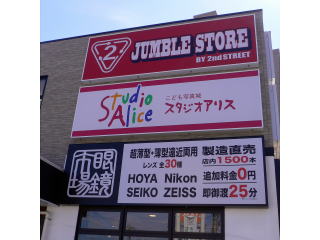 2
JUMBLE STORE
BY 2nd STREET
Studio Alice
こども写真城
スタジオアリス
眼鏡市場
超薄型・薄型遠近両用
レンズ 全30種
HOYA Nikon
SEIKO ZEISS
製造直売
店内1500本
追加料金0円
即御渡25分